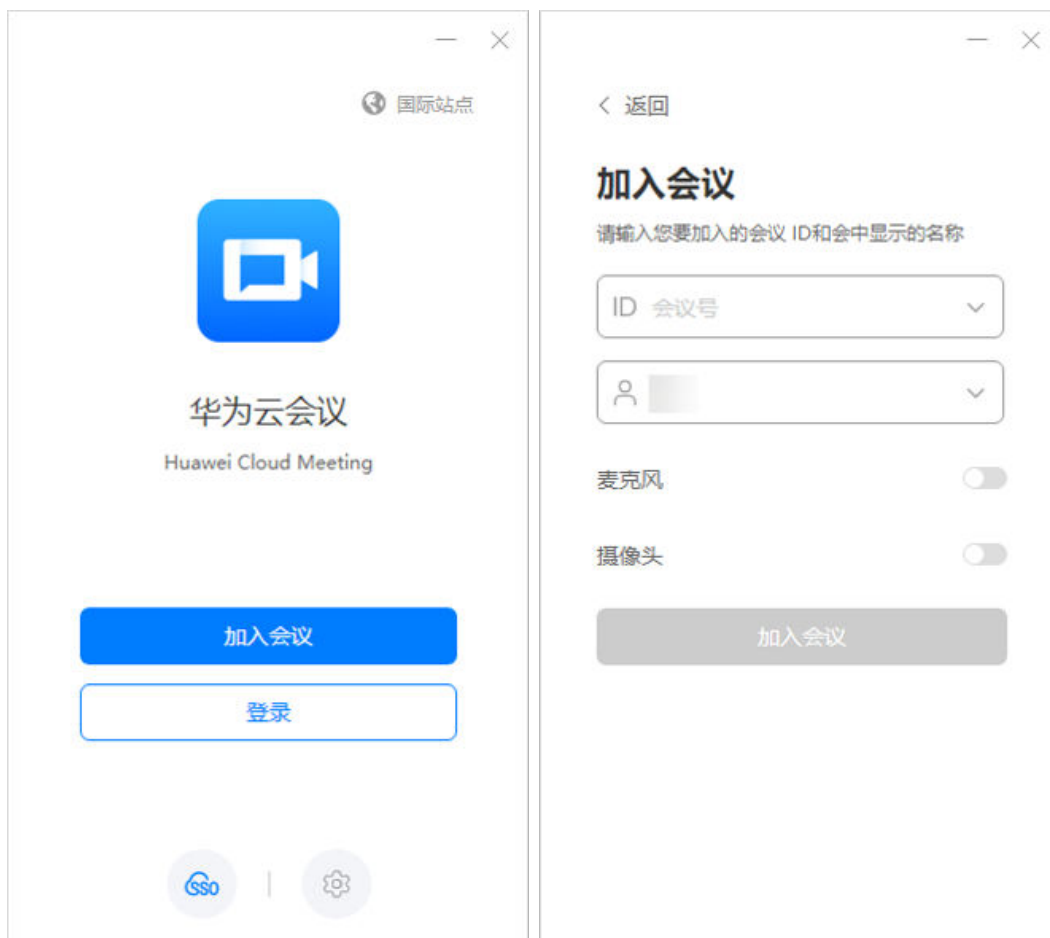 国际站点
华为云会议
Huawei Cloud Meeting
加入会议
登录
SSO
返回
加入会议
请输入您要加入的会议 ID和会中显示的名称
ID 会议号
麦克风
摄像头
加入会议